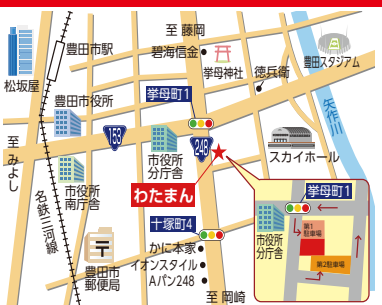 至 藤岡
碧海信金
豊田市駅
挙母神社
徳兵衛
豊田スタジアム
松坂屋
挙母町1
矢作川
豊田市役所
153
248
市役所
分庁舎
スカイホール
至 みよし
市役所
南庁舎
わたまん
挙母町1
名鉄三河線
十塚町4
第1
駐車場
市役所
分庁舎
第2駐車場
〒
豊田市
郵便局
かに本家
イオンスタイル
Aパン248
至 岡崎